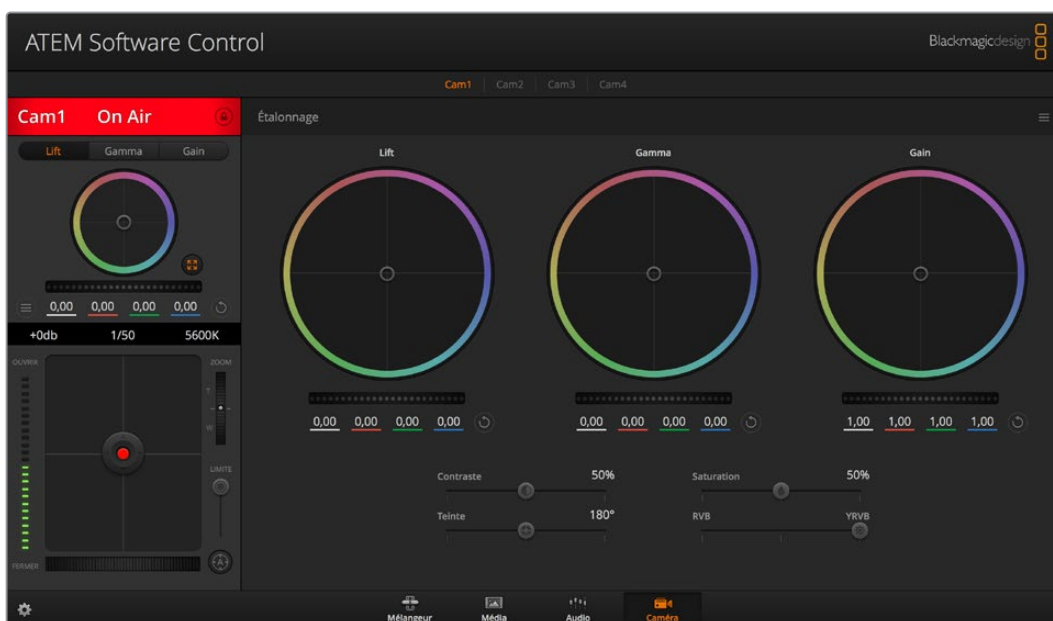 ATEM Software Control
Blackmagicdesign
Cam1 Cam2 Cam3 Cam4
Cam1 On Air
Étalonnage
Lift Gamma Gain
0,00 0,00 0,00 0,00
+0db 1/50 5600K
OUVRIR
ZOOM
T
W
LIMITE
FERMER
A
Lift
Gamma
Gain
0,00 0,00 0,00 0,00
0,00 0,00 0,00 0,00
1,00 1,00 1,00 1,00
Contraste 50%
Saturation 50%
Teinte 180°
RVB YRVB
Mélangeur
Média
Audio
Caméra